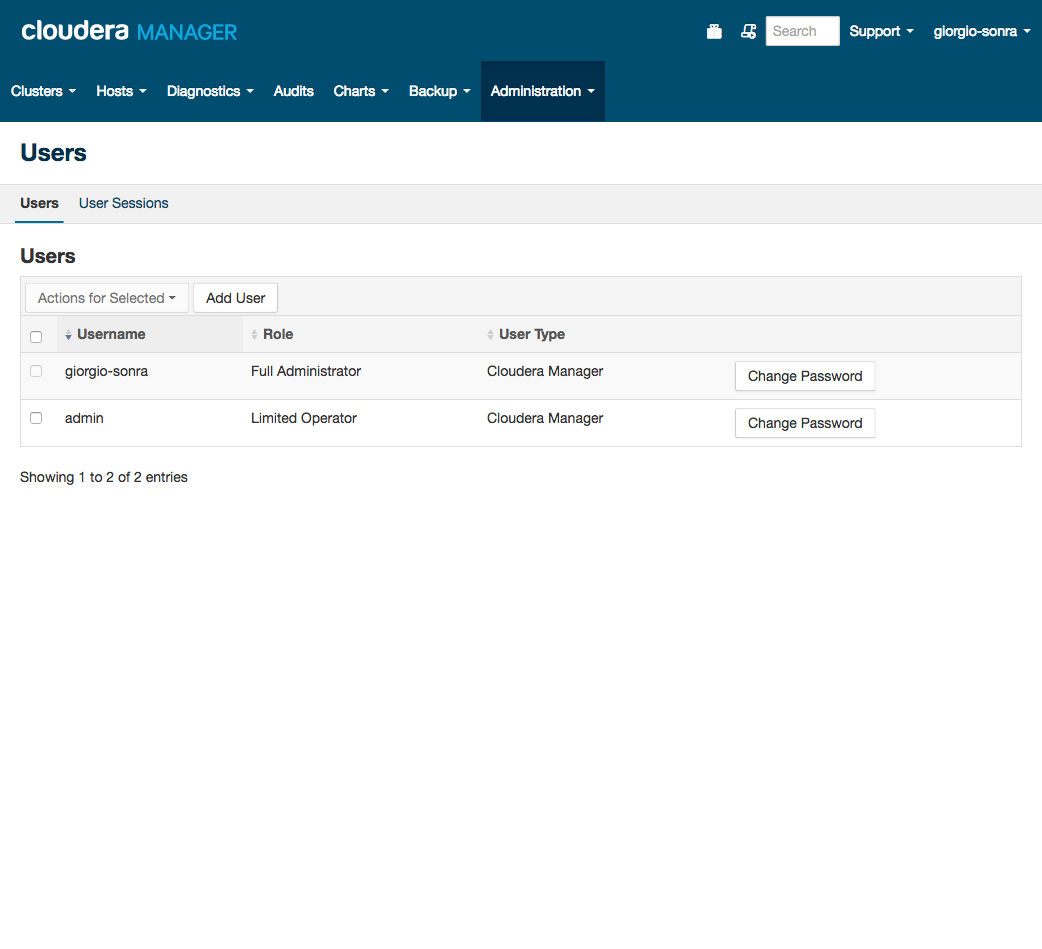 cloudera MANAGER
Search Support giorgio-sonra
Clusters Hosts Diagnostics Audits Charts Backup Administration
Users
Users User Sessions
Users
Actions for Selected Add User
Username Role User Type
giorgio-sonra Full Administrator Cloudera Manager Change Password
admin Limited Operator Cloudera Manager Change Password
Showing 1 to 2 of 2 entries